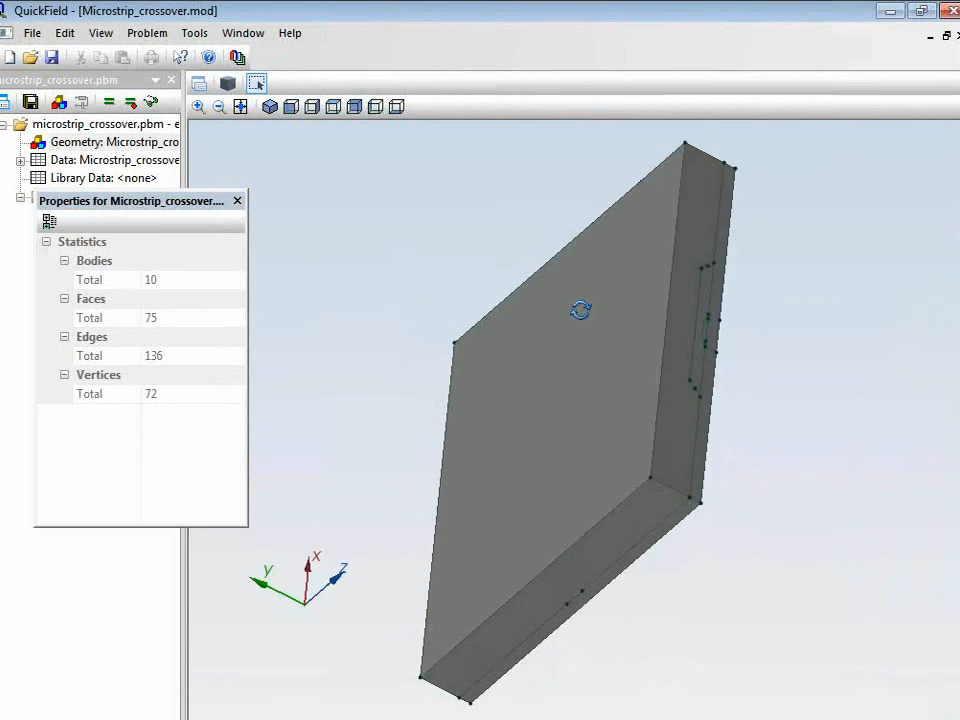 QuickField - [Microstrip_crossover.mod]
File Edit View Problem Tools Window Help
icrostrip_crossover.pbm
microstrip_crossover.pbm - e
Geometry: Microstrip_cro
Data: Microstrip_crossove
Library Data: <none>
Properties for Microstrip_crossover....
Statistics
Bodies
Total 10
Faces
Total 75
Edges
Total 136
Vertices
Total 72
x
y
z